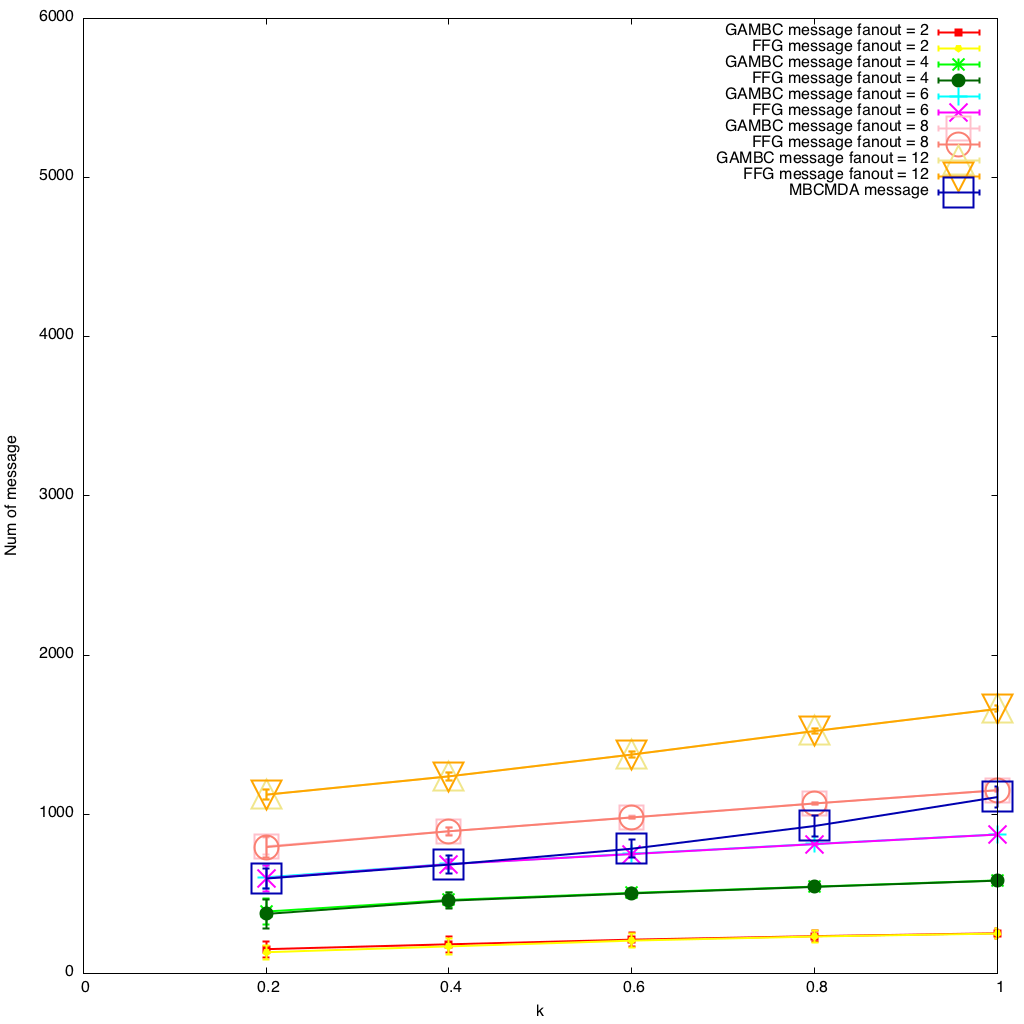 6000
5000
4000
3000
2000
1000
0
Num of message
GAMBC message fanout = 2
FFG message fanout = 2
GAMBC message fanout = 4
FFG message fanout = 4
GAMBC message fanout = 6
FFG message fanout = 6
GAMBC message fanout = 8
FFG message fanout = 8
GAMBC message fanout = 12
FFG message fanout = 12
MBCMDA message
0 0.2 0.4 0.6 0.8 1
k